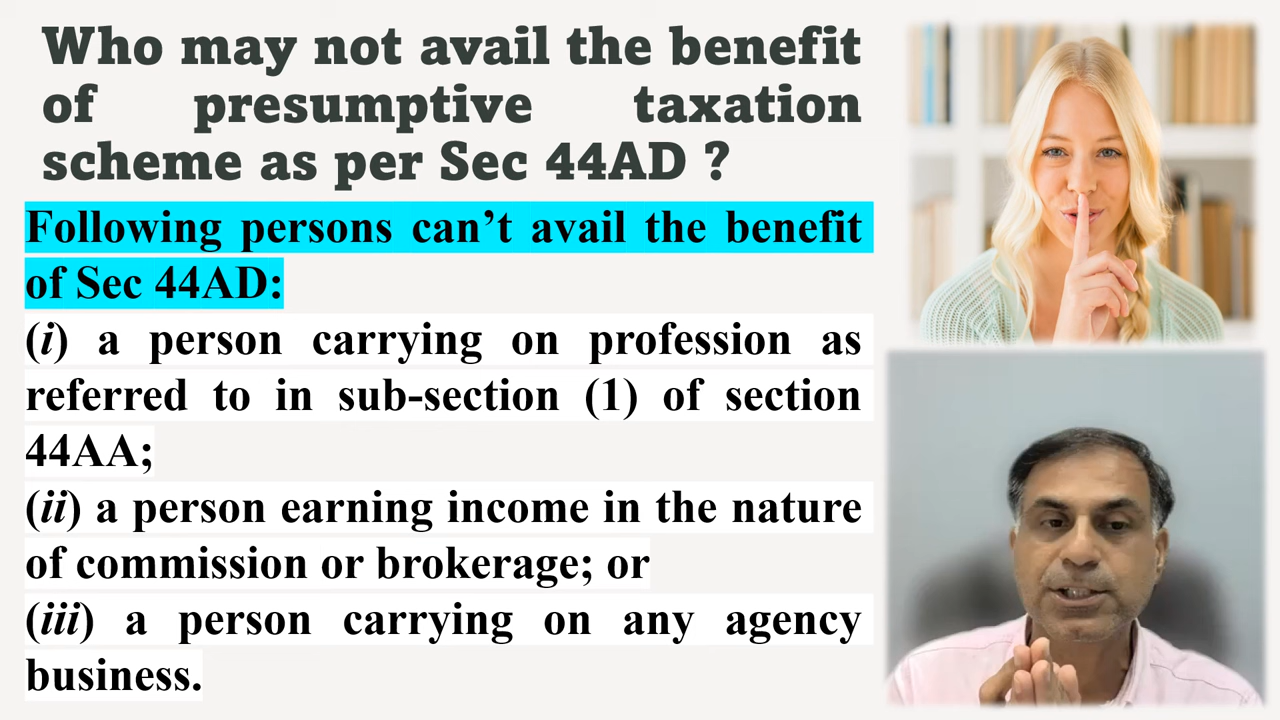 Who may not avail the benefit
of presumptive taxation
scheme as per Sec 44AD ?
Following persons can’t avail the benefit
of Sec 44AD:
(i) a person carrying on profession as
referred to in sub-section (1) of section
44AA;
(ii) a person earning income in the nature
of commission or brokerage; or
(iii) a person carrying on any agency
business.